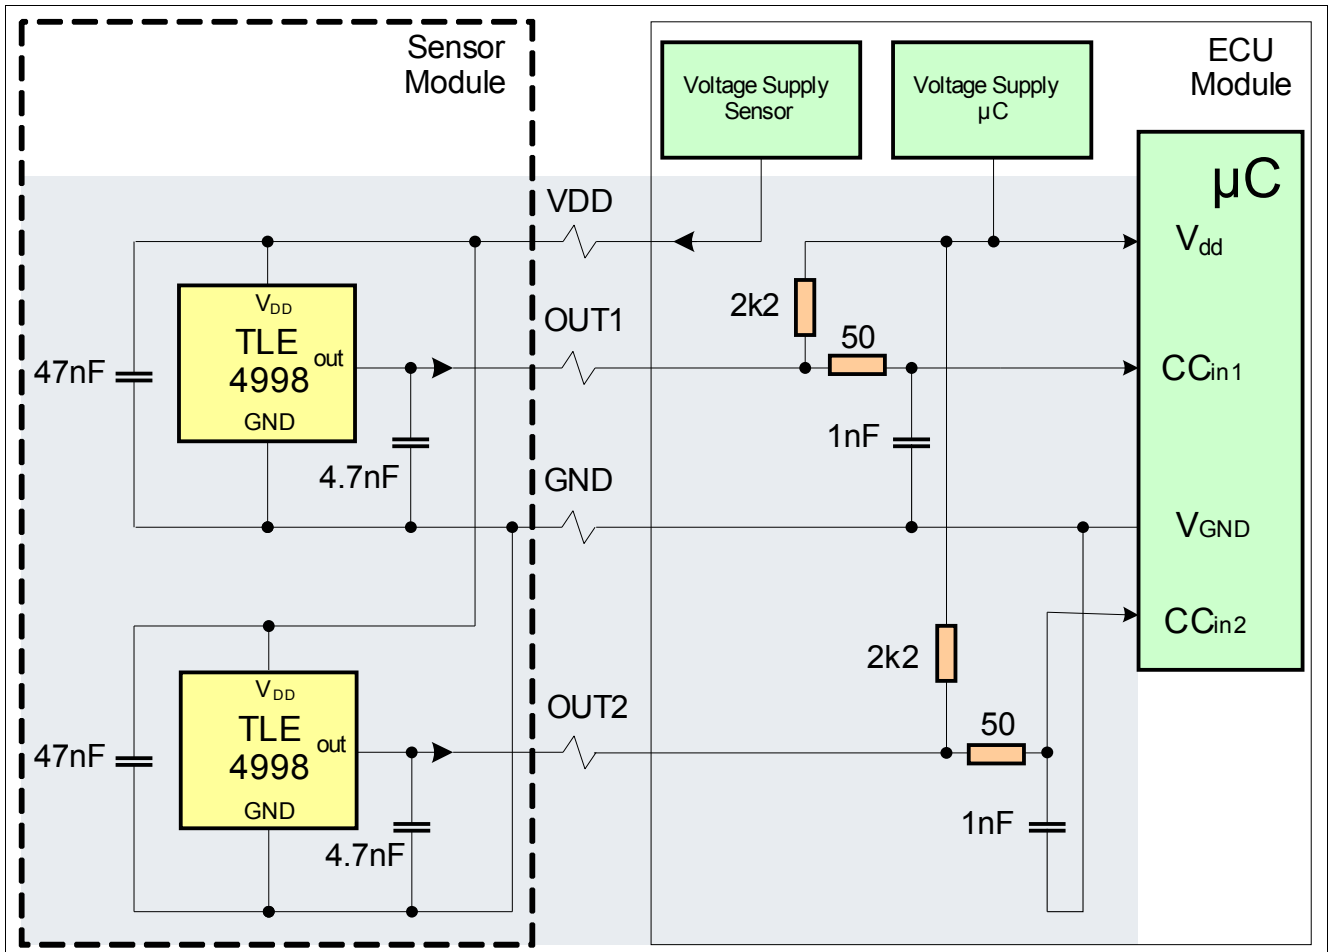 Sensor
Module
Voltage Supply
Sensor
Voltage Supply
µC
ECU
Module
µC
VDD
Vdd
VDD
TLE
4998
out
GND
47nF
4.7nF
OUT1
2k2
50
1nF
CCin1
GND
VGND
CCin2
2k2
VDD
TLE
4998
out
GND
47nF
4.7nF
OUT2
50
1nF